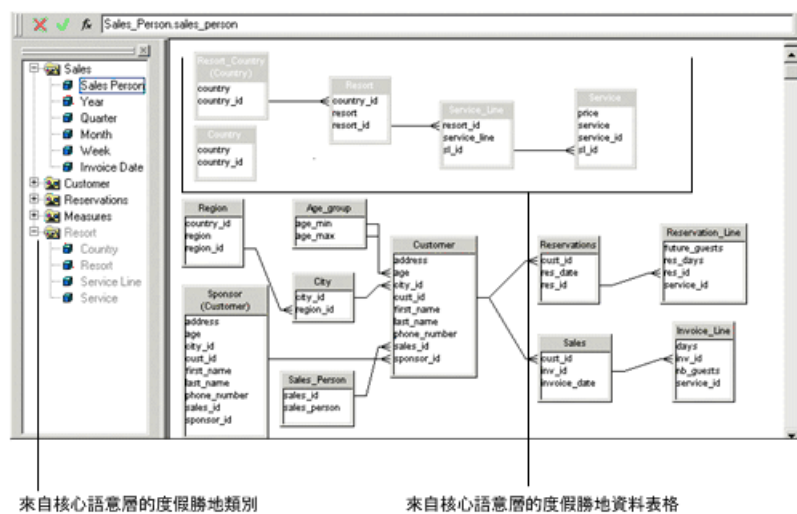 Sales_Person.sales_person
Sales
Sales Person
Year
Quarter
Month
Week
Invoice Date
Customer
Reservations
Measures
Resort
Country
Resort
Service Line
Service
Resort_Country
(Country)
country
country_id
Country
country
country_id
Resort
country_id
resort
resort_id
Service_Line
resort_id
service_line
sl_id
Service
price
service
service_id
sl_id
Region
country_id
region
region_id
Age_group
age_min
age_max
City
city_id
region_id
Sponsor
(Customer)
address
age
city_id
cust_id
first_name
last_name
phone_number
sales_id
sponsor_id
Sales_Person
sales_id
sales_person
Customer
address
age
city_id
cust_id
first_name
last_name
phone_number
sales_id
sponsor_id
Reservations
cust_id
res_date
res_id
Reservation_Line
future_guests
res_days
res_id
service_id
Sales
cust_id
inv_id
invoice_date
Invoice_Line
days
inv_id
nb_guests
service_id
來自核心語意層的度假勝地類別
來自核心語意層的度假勝地資料表格